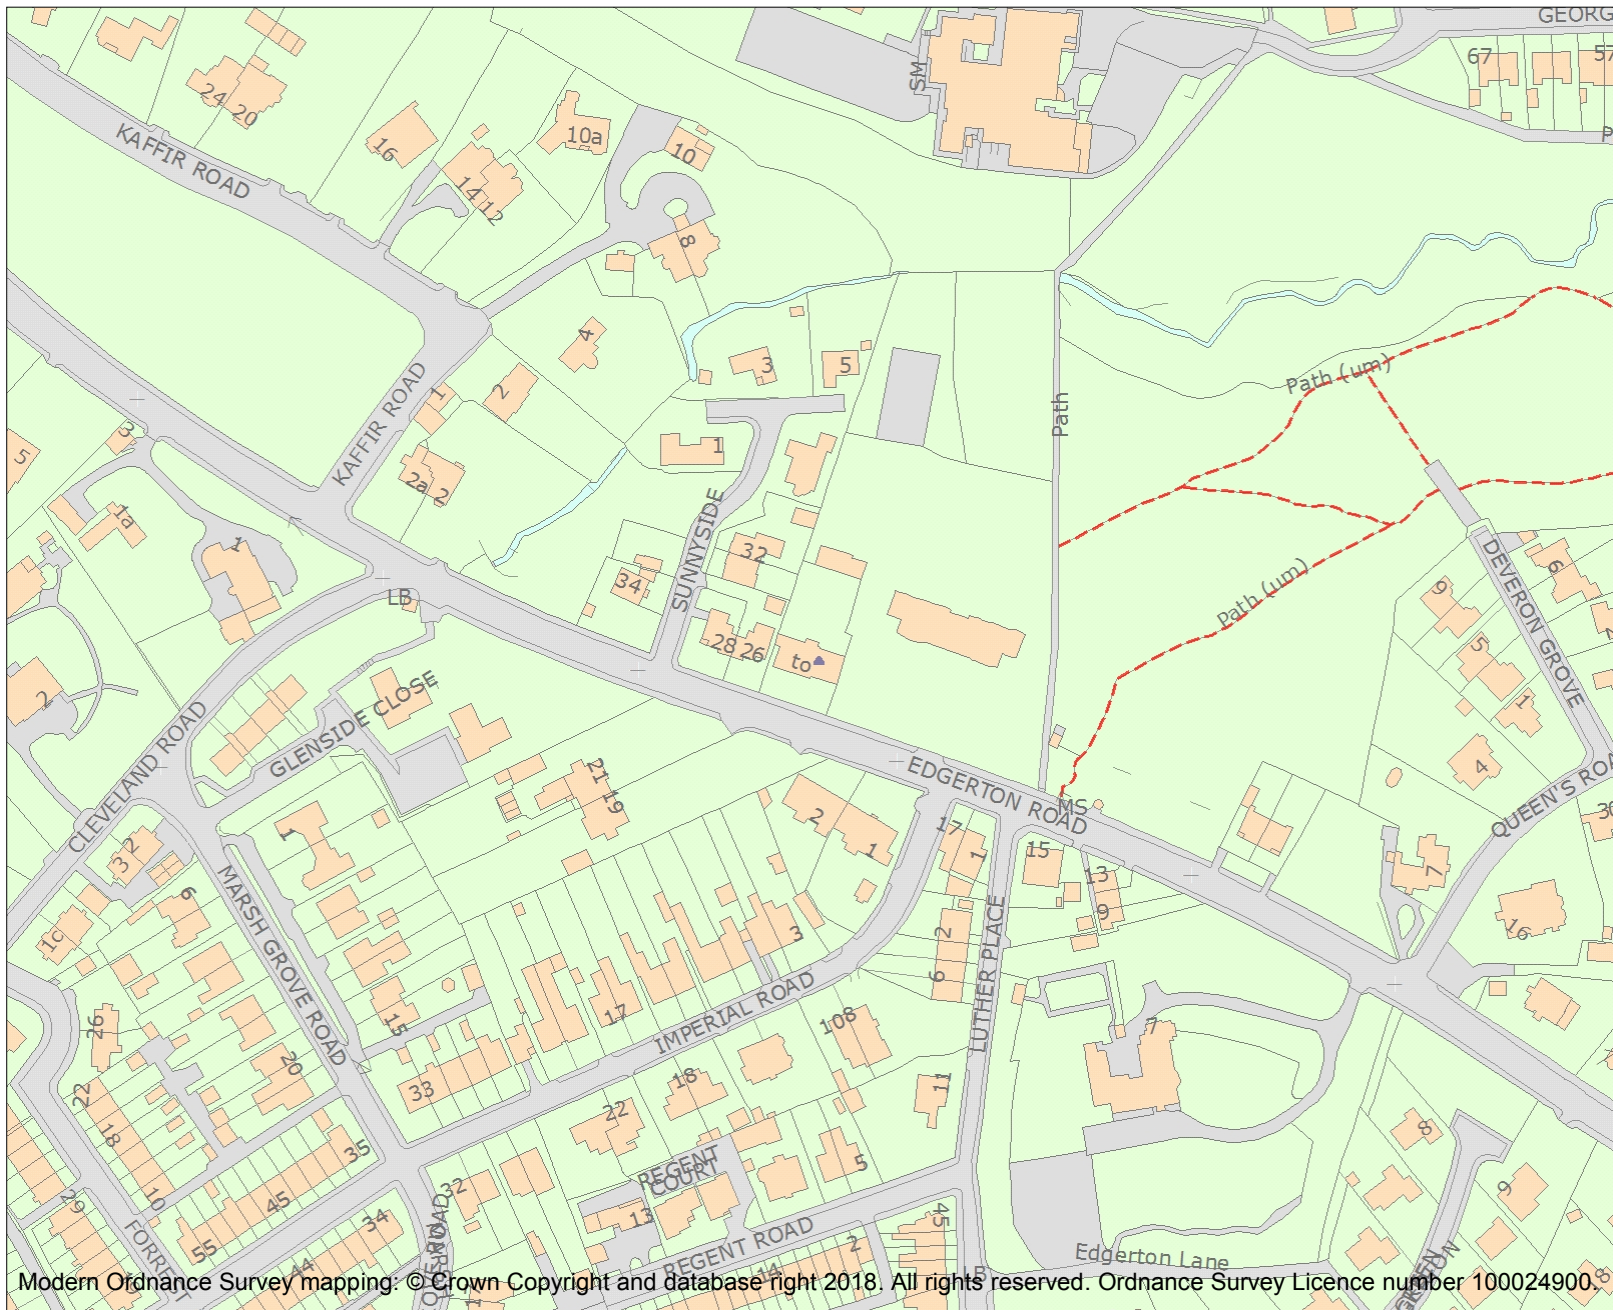 GEORG
67
57
SM
24
20
16
10a
10
14
12
8
KAFFIR ROAD
4
3
5
2
1
KAFFIR ROAD
Path (um)
Path
3
5
1a
1
2a
2
1
SUNNYSIDE
32
34
28
26
to
LB
Path (um)
DEVERON GROVE
6
9
5
1
4
QUEEN'S ROA
2
CLEVELAND ROAD
GLENSIDE CLOSE
21
19
EDGERTON ROAD
MS
2
1
17
1
15
13
9
7
16
1
3
2
6
1c
MARSH GROVE ROAD
15
3
17
IMPERIAL ROAD
2
6
LUTHER PLACE
108
7
11
26
22
18
10
20
33
18
22
35
45
55
34
44
32
REGENT
COURT
5
13
REGENT ROAD
2
14
45
LB
8
9
29
FORREST
Edgerton Lane
Modern Ordnance Survey mapping: © Crown Copyright and database right 2018. All rights reserved. Ordnance Survey Licence number 100024900.